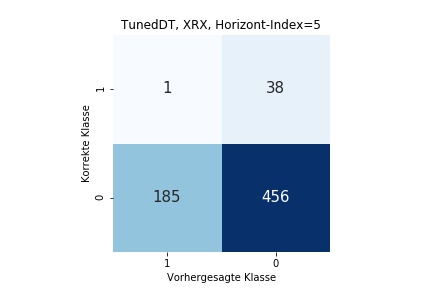 TunedDT, XRX, Horizont-Index=5
Korrekte Klasse
1
1 38
0
185 456
1 0
Vorhergesagte Klasse